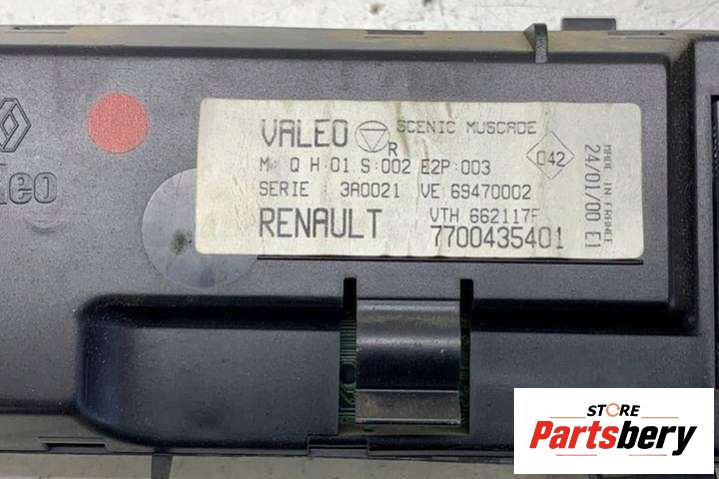 VALEO R SCENIC MUSCADE
M: Q H:01 S:002 E2P:003
042
SERIE : 3A0021 VE 69470002
VTH 662117F
RENAULT 7700435401
MADE IN FRANCE
24/01/00 E1
leo
STORE
Partsbery